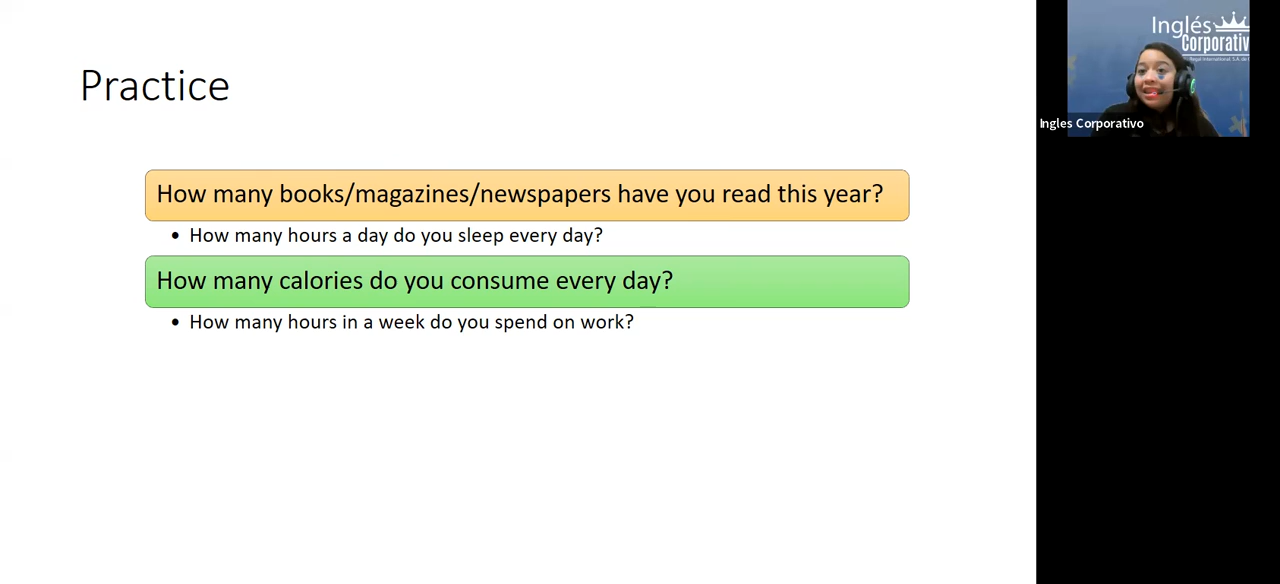 Practice
How many books/magazines/newspapers have you read this year?
• How many hours a day do you sleep every day?
How many calories do you consume every day?
• How many hours in a week do you spend on work?
Inglés
Corporativ
Ingles Corporativo